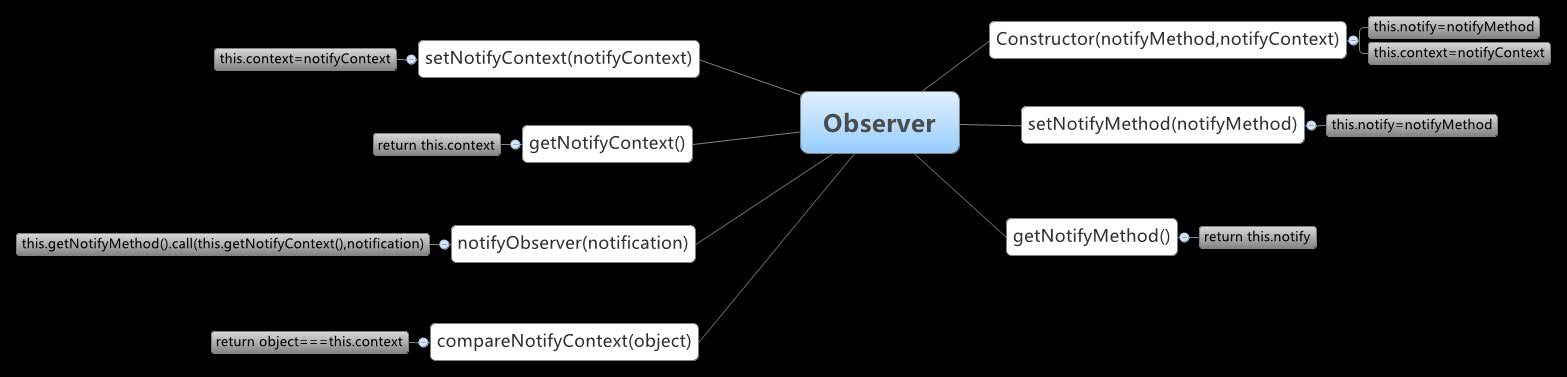 this.notify=notifyMethod
Constructor(notifyMethod,notifyContext)
this.context=notifyContext
this.context=notifyContext
setNotifyContext(notifyContext)
Observer
setNotifyMethod(notifyMethod)
this.notify=notifyMethod
return this.context
getNotifyContext()
this.getNotifyMethod().call(this.getNotifyContext(),notification)
notifyObserver(notification)
getNotifyMethod()
return this.notify
return object===this.context
compareNotifyContext(object)